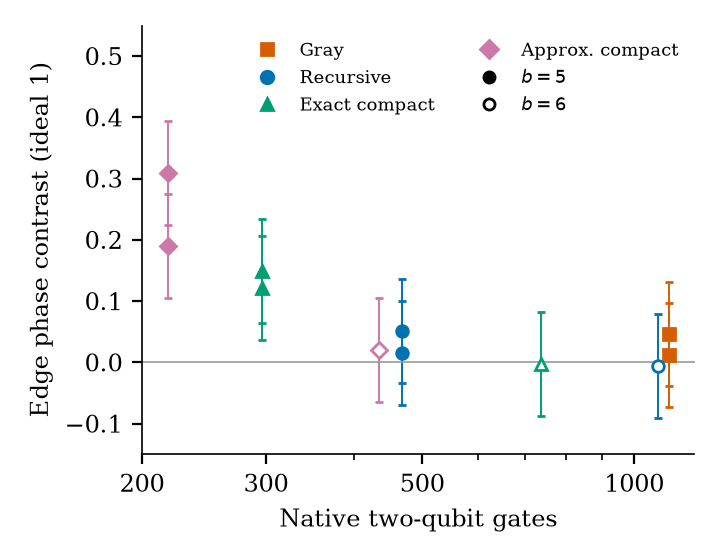 Edge phase contrast (ideal 1)
0.5
0.4
0.3
0.2
0.1
0.0
−0.1
Gray
Recursive
Exact compact
Approx. compact
b = 5
b = 6
200
300
500
1000
Native two-qubit gates